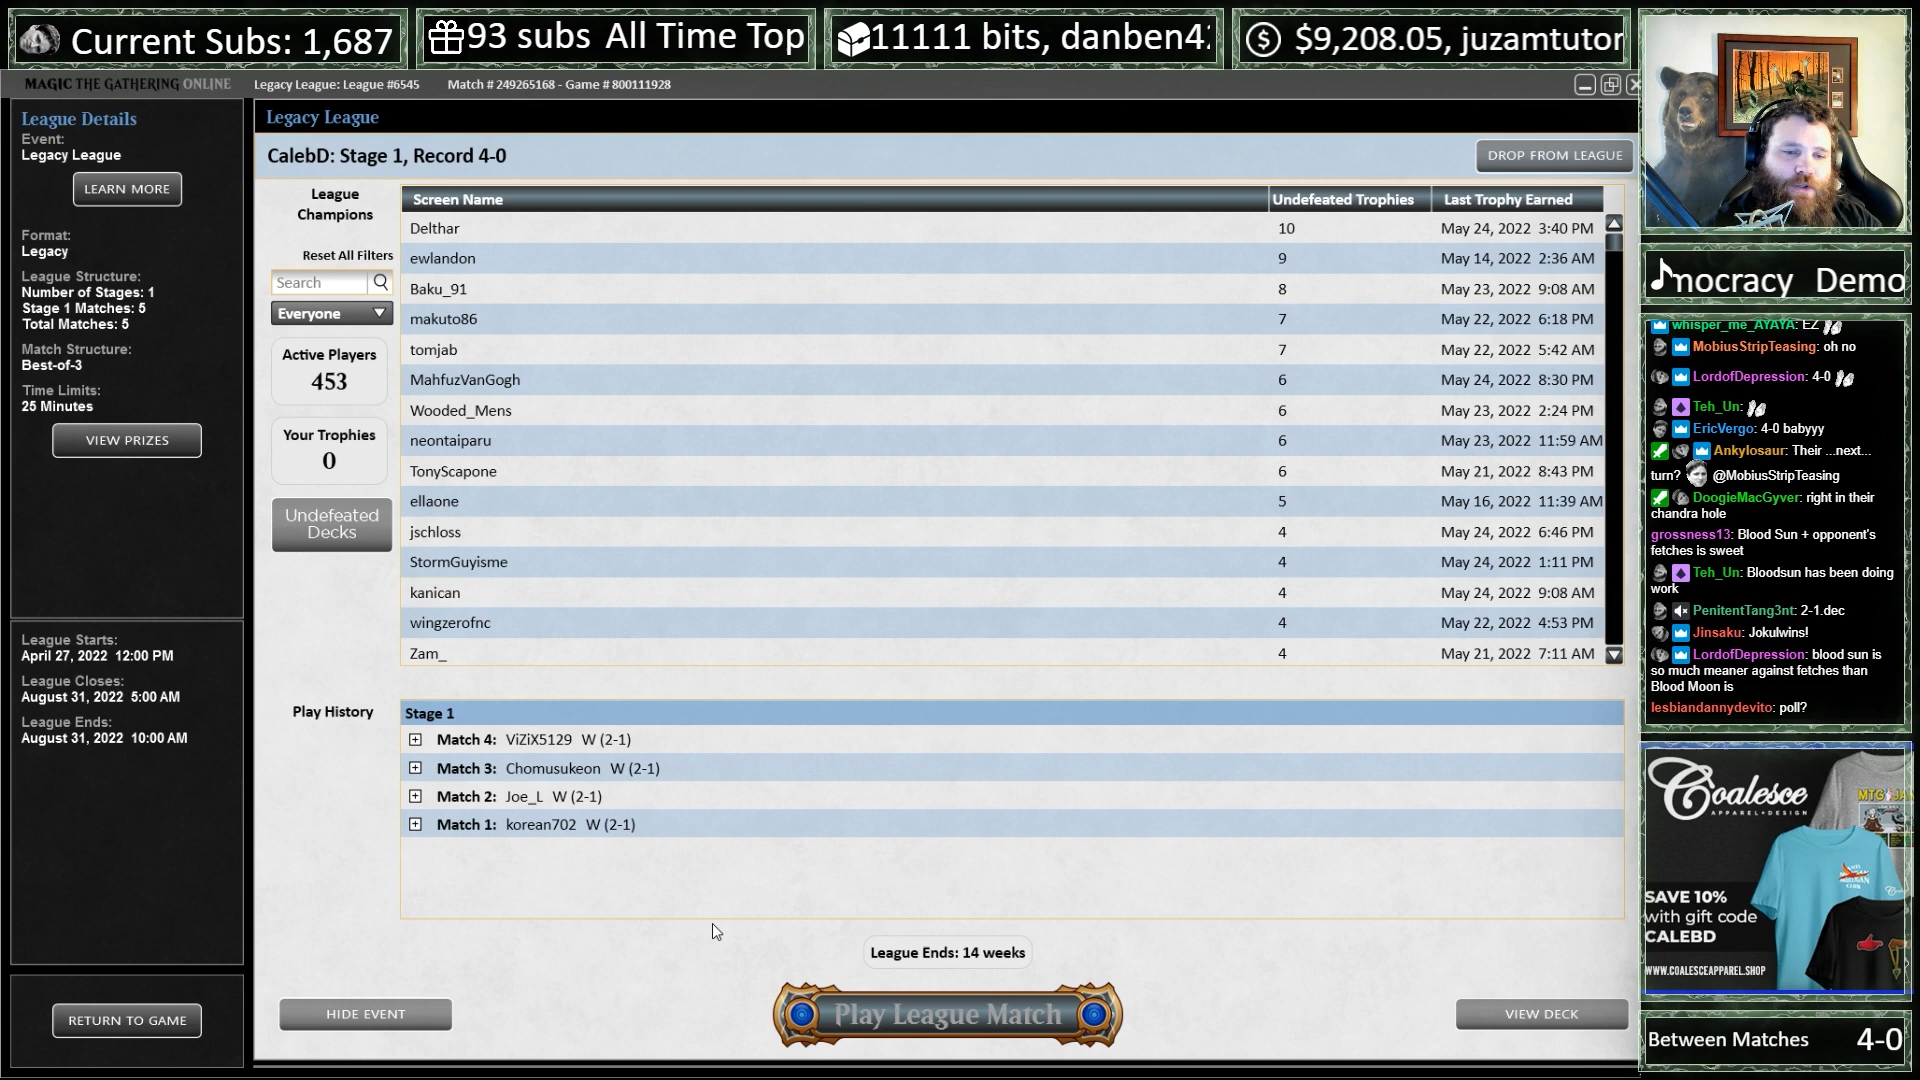 Current Subs: 1,687
93 subs All Time Top
11111 bits, danben4
$9,208.05, juzamtutor
MAGIC THE GATHERING ONLINE
Legacy League: League #6545
Match # 249265168 - Game # 800111928
League Details
Event:
Legacy League
LEARN MORE
Format:
Legacy
League Structure:
Number of Stages: 1
Stage 1 Matches: 5
Total Matches: 5
Match Structure:
Best-of-3
Time Limits:
25 Minutes
VIEW PRIZES
League Starts:
April 27, 2022 12:00 PM
League Closes:
August 31, 2022 5:00 AM
League Ends:
August 31, 2022 10:00 AM
RETURN TO GAME
Legacy League
CalebD: Stage 1, Record 4-0
DROP FROM LEAGUE
League
Champions
Reset All Filters
Search
Everyone
Active Players
453
Your Trophies
0
Undefeated
Decks
Screen Name Undefeated Trophies Last Trophy Earned
Delthar 10 May 24, 2022 3:40 PM
ewlandon 9 May 14, 2022 2:36 AM
Baku_91 8 May 23, 2022 9:08 AM
makuto86 7 May 22, 2022 6:18 PM
tomjab 7 May 22, 2022 5:42 AM
MahfuzVanGogh 6 May 24, 2022 8:30 PM
Wooded_Mens 6 May 23, 2022 2:24 PM
neontaiparu 6 May 23, 2022 11:59 AM
TonyScapone 6 May 21, 2022 8:43 PM
ellaone 5 May 16, 2022 11:39 AM
jschloss 4 May 24, 2022 6:46 PM
StormGuyisme 4 May 24, 2022 1:11 PM
kanican 4 May 24, 2022 9:08 AM
wingzerofnc 4 May 22, 2022 4:53 PM
Zam_ 4 May 21, 2022 7:11 AM
Play History
Stage 1
Match 4: ViZiX5129 W (2-1)
Match 3: Chomusukeon W (2-1)
Match 2: Joe_L W (2-1)
Match 1: korean702 W (2-1)
League Ends: 14 weeks
HIDE EVENT
Play League Match
VIEW DECK
mocracy Demo
whisper_me_AYAYA: EZ
MobiusStripTeasing: oh no
LordofDepression: 4-0
Teh_Un:
EricVergo: 4-0 babyyy
Ankylosaur: Their ...next...
turn? @MobiusStripTeasing
DoogieMacGyver: right in their
chandra hole
grossness13: Blood Sun + opponent's
fetches is sweet
Teh_Un: Bloodsun has been doing
work
PenitentTang3nt: 2-1.dec
Jinsaku: Jokulwins!
LordofDepression: blood sun is
so much meaner against fetches than
Blood Moon is
lesbiandannydevito: poll?
Coalesce
APPAREL+DESIGN
SAVE 10%
with gift code
CALEBD
WWW.COALESCEAPPAREL.SHOP
Between Matches 4-0